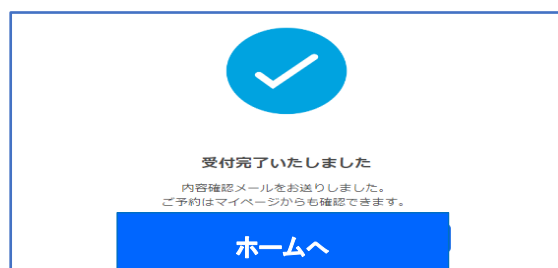 受付完了いたしました
内容確認メールをお送りしました。
ご予約はマイページからも確認できます。
ホームへ